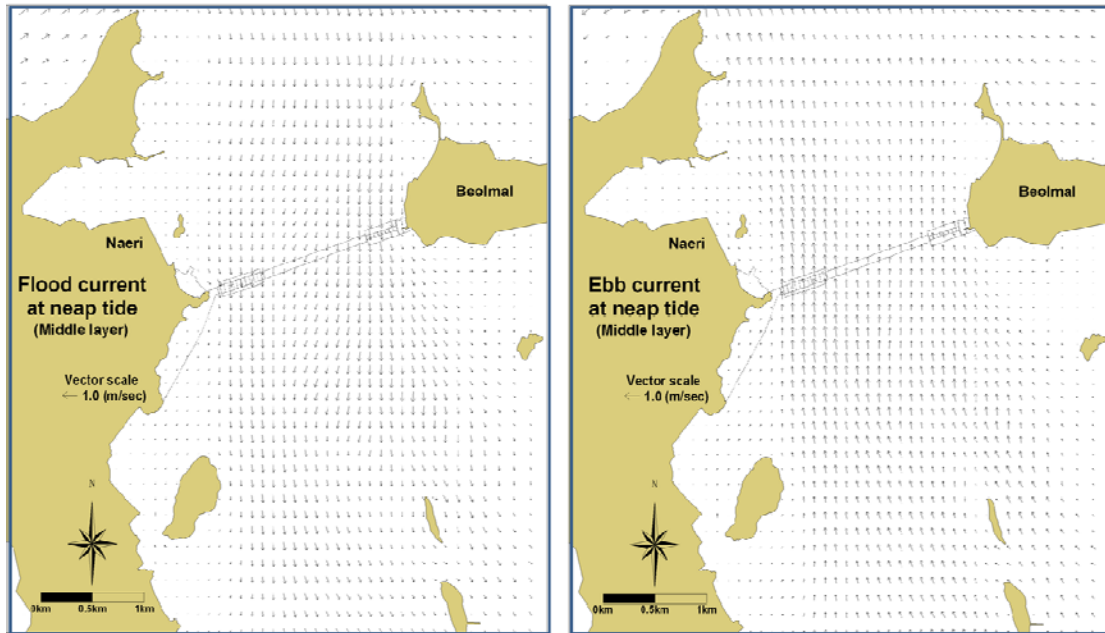 Beolmal
Naeri
Flood current
at neap tide
(Middle layer)
Vector scale
1.0 (m/sec)
N
0km 0.5km 1km
Beolmal
Naeri
Ebb current
at neap tide
(Middle layer)
Vector scale
1.0 (m/sec)
N
0km 0.5km 1km